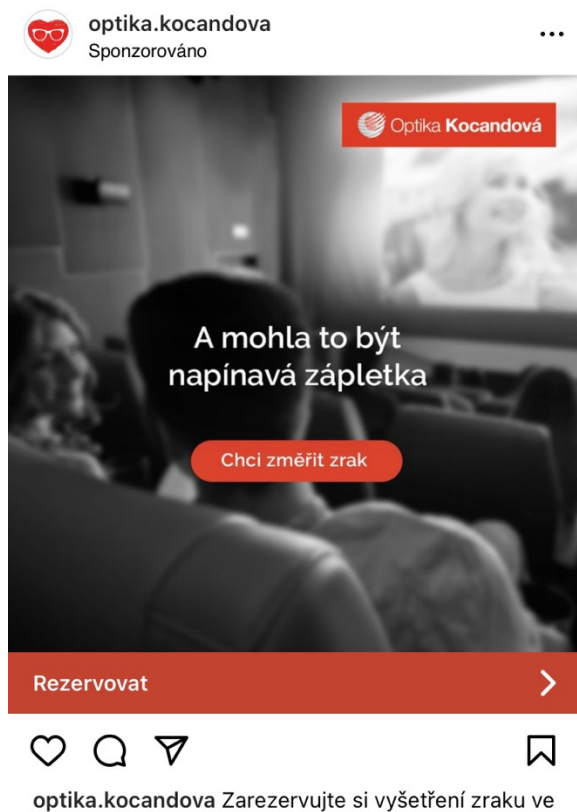 optika.kocandova
Sponzorováno
Optika Kocandová
A mohla to být
napínavá zápletka
Chci změřit zrak
Rezervovat
optika.kocandova Zarezervujte si vyšetření zraku ve